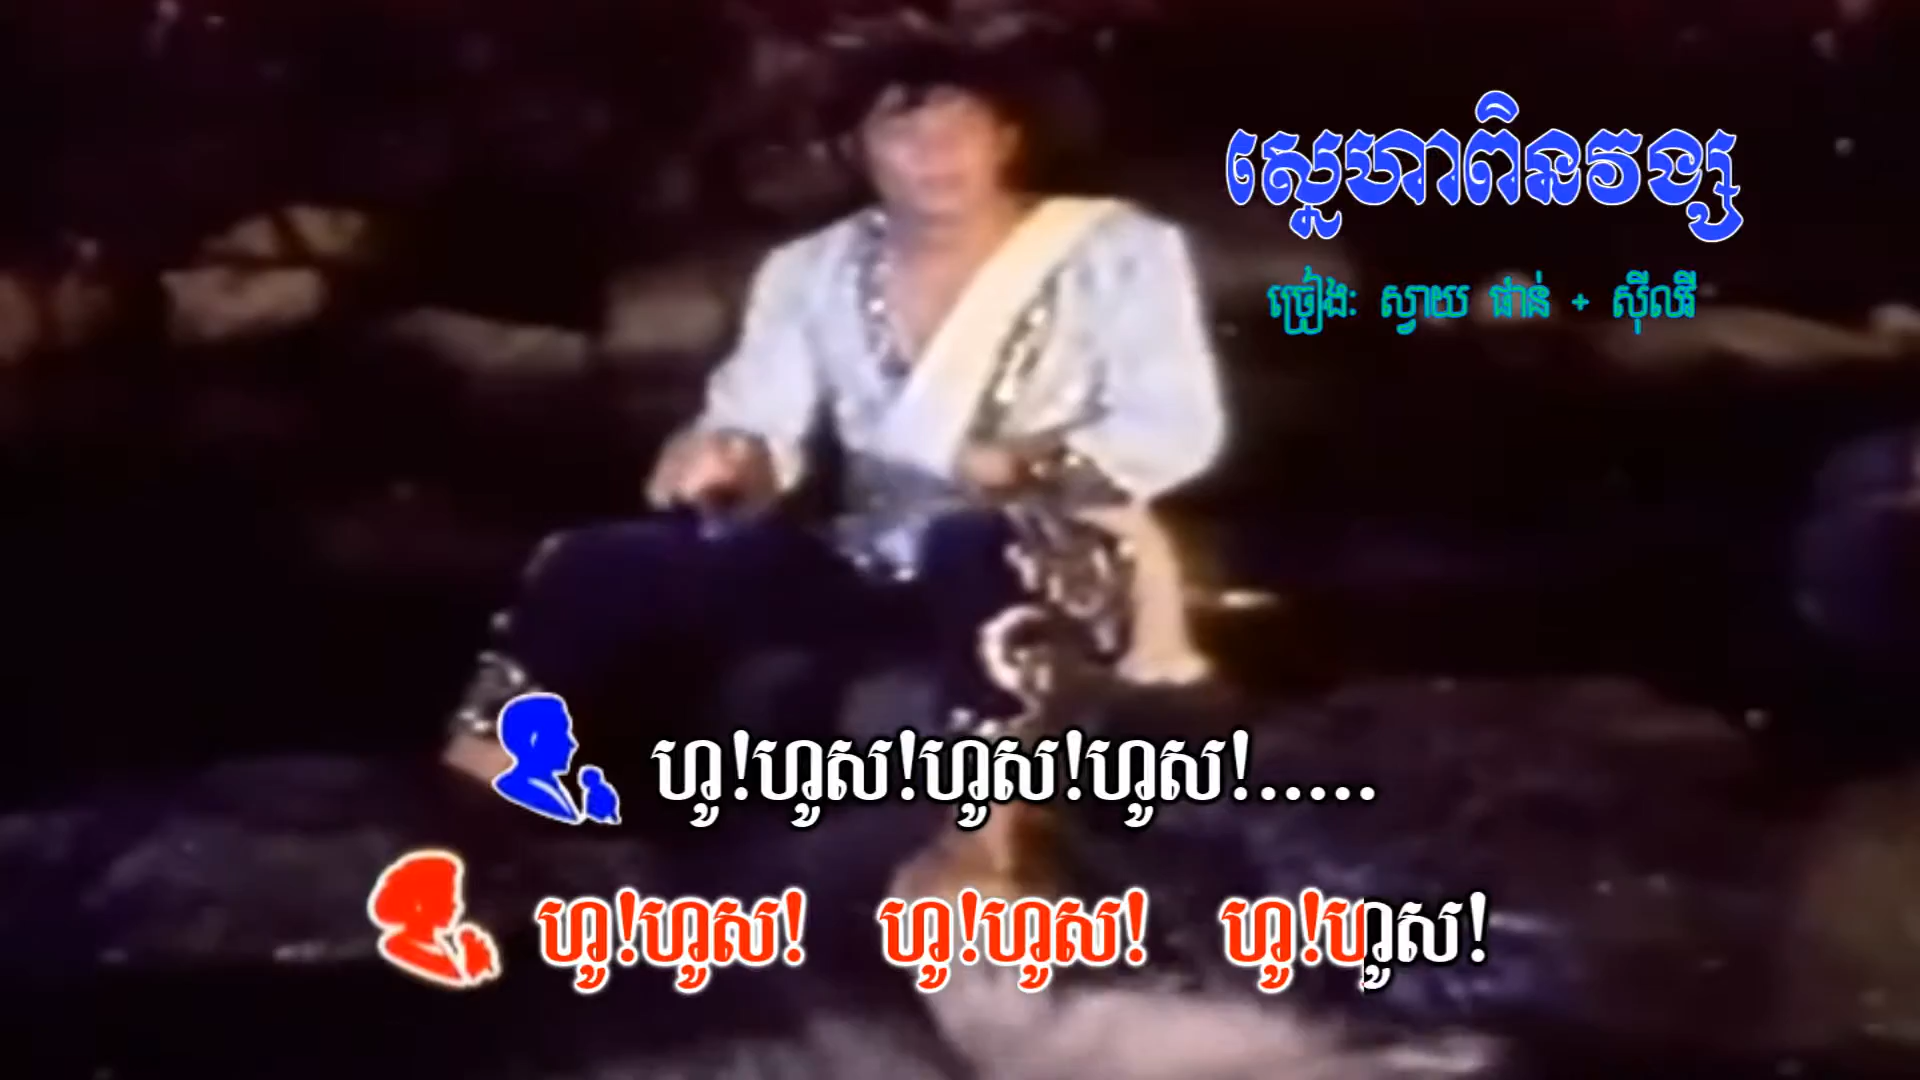 ស្នេហាពិនវង្ស
ច្រៀងៈ ស្វាយ ផាន់ + ស៊ីលឌី
ហូ!ហូស!ហូស!ហូស!.....
ហូ!ហូស! ហូ!ហូស! ហូ!ហូស!